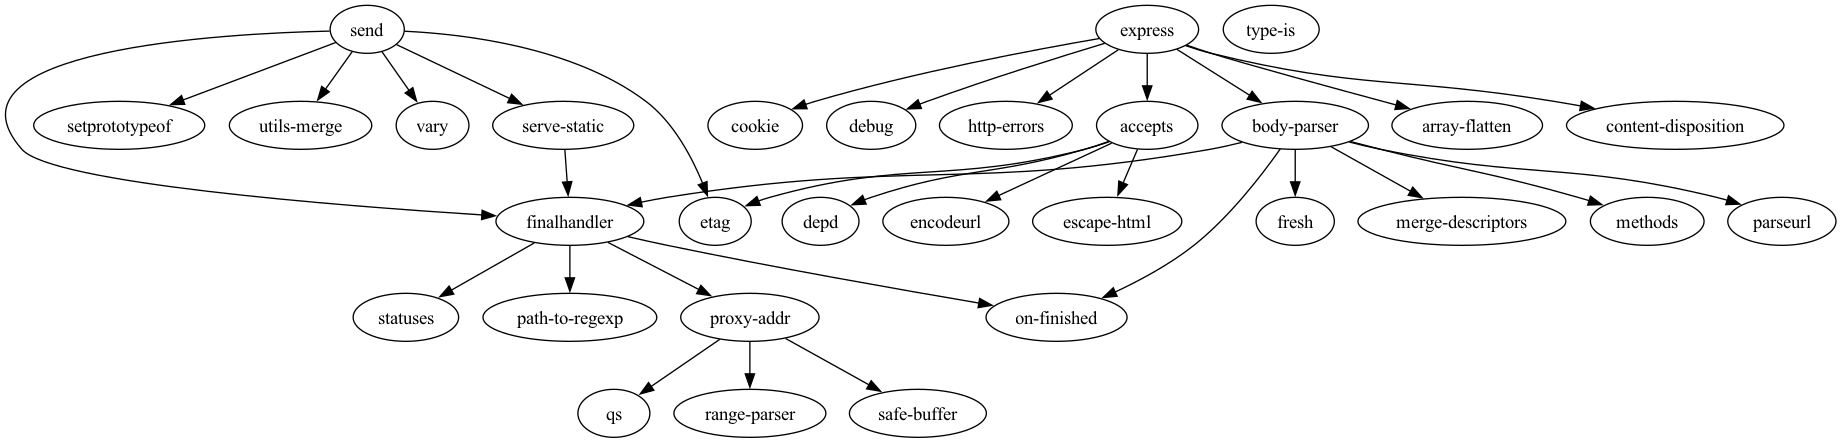 send
express
type-is
setprototypeof
utils-merge
vary
serve-static
cookie
debug
http-errors
accepts
body-parser
array-flatten
content-disposition
finalhandler
etag
depd
encodeurl
escape-html
fresh
merge-descriptors
methods
parseurl
statuses
path-to-regexp
proxy-addr
on-finished
qs
range-parser
safe-buffer